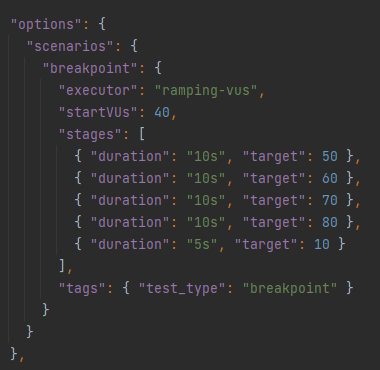 "options": {
"scenarios": {
"breakpoint": {
"executor": "ramping-vus",
"startVUs": 40,
"stages": [
{ "duration": "10s", "target": 50 },
{ "duration": "10s", "target": 60 },
{ "duration": "10s", "target": 70 },
{ "duration": "10s", "target": 80 },
{ "duration": "5s", "target": 10 }
],
"tags": { "test_type": "breakpoint" }
}
}
},